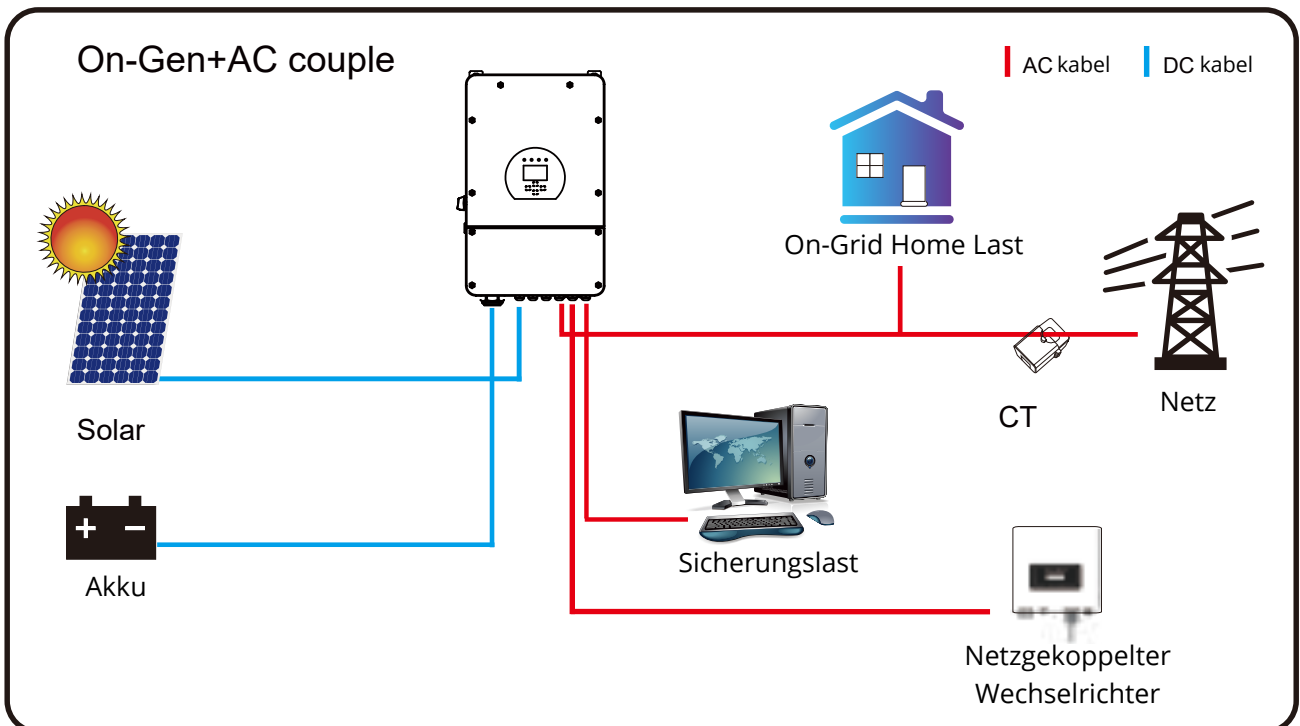 On-Gen+AC couple
AC kabel
DC kabel
On-Grid Home Last
Solar
CT
Netz
Akku
Sicherungslast
Netzgekoppelter
Wechselrichter